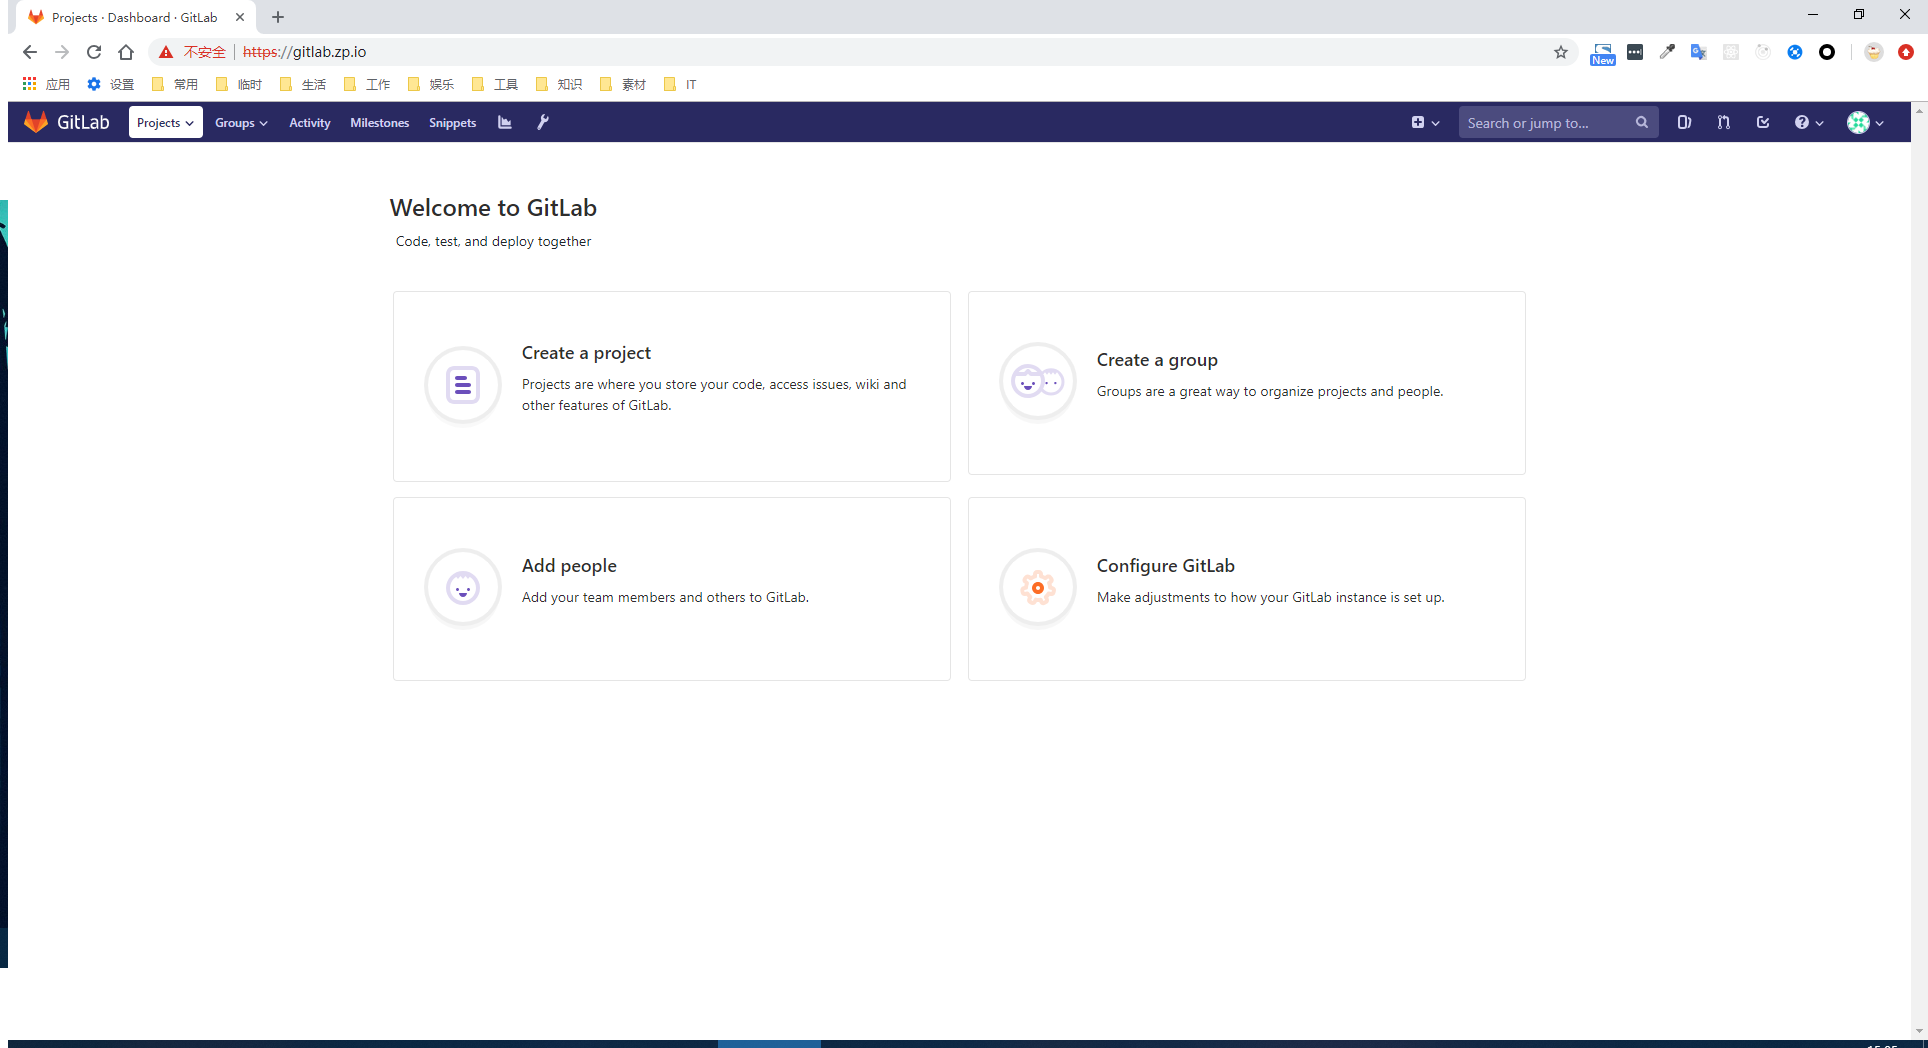 Projects · Dashboard · GitLab
不安全 https://gitlab.zp.io
New
应用 设置 常用 临时 生活 工作 娱乐 工具 知识 素材 IT
GitLab Projects Groups Activity Milestones Snippets Search or jump to...
Welcome to GitLab
Code, test, and deploy together
Create a project
Projects are where you store your code, access issues, wiki and
other features of GitLab.
Create a group
Groups are a great way to organize projects and people.
Add people
Add your team members and others to GitLab.
Configure GitLab
Make adjustments to how your GitLab instance is set up.